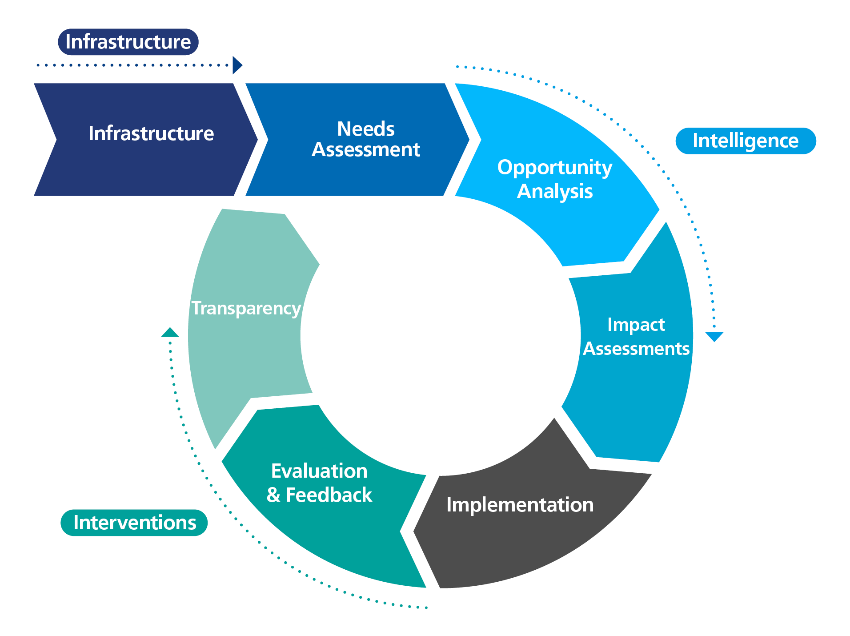 Infrastructure
Infrastructure
Needs
Assessment
Opportunity
Analysis
Intelligence
Impact
Assessments
Implementation
Evaluation
& Feedback
Interventions
Transparency